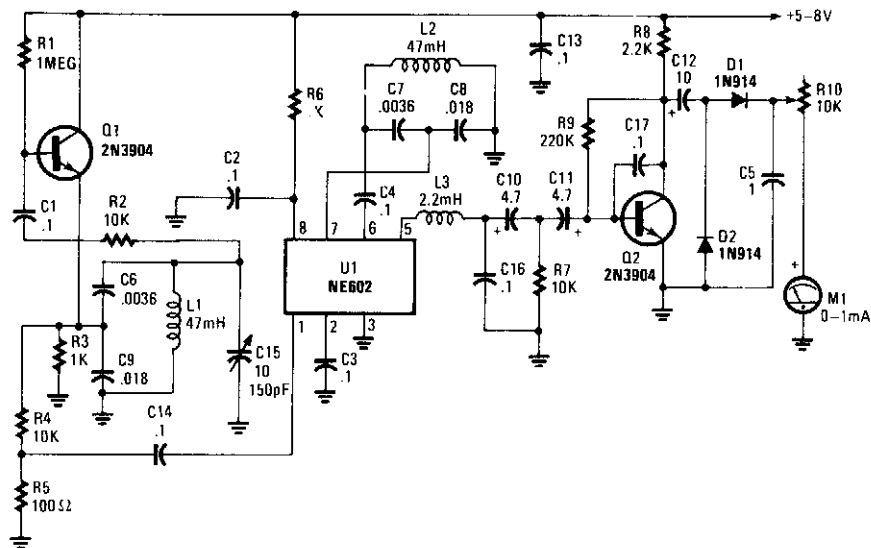 +5-8V
R1
1MEG
Q1
2N3904
C1
.1
R2
10K
C6
.0036
L1
47mH
R3
1K
C9
.018
C15
10
150pF
R4
10K
C14
.1
R5
100Ω
C2
.1
R6
L2
47mH
C7
.0036
C8
.018
C4
.1
8
7
6
5
U1
NE602
1
2
3
C3
.1
L3
2.2mH
C10
4.7
+
C11
4.7
+
C16
.1
R7
10K
C13
.1
R8
2.2K
R9
220K
C17
.1
Q2
2N3904
C12
10
+
D1
1N914
D2
1N914
C5
1
R10
10K
+
M1
0-1mA